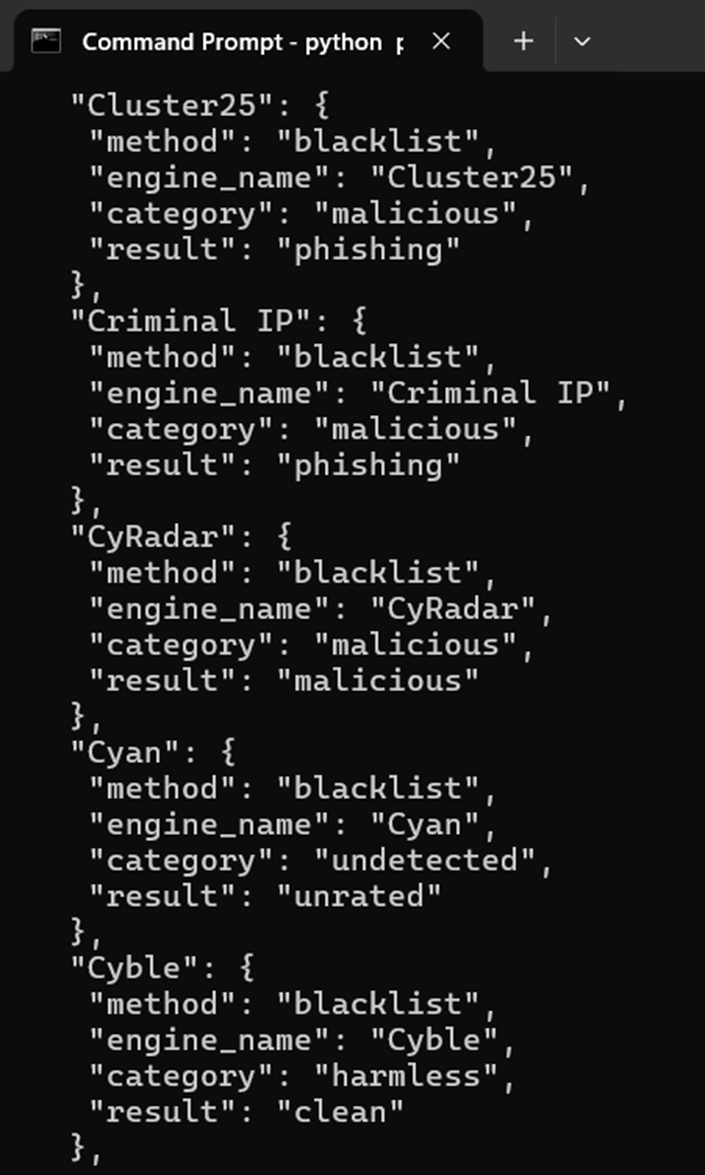 Command Prompt - python
"Cluster25": {
"method": "blacklist",
"engine_name": "Cluster25",
"category": "malicious",
"result": "phishing"
},
"Criminal IP": {
"method": "blacklist",
"engine_name": "Criminal IP",
"category": "malicious",
"result": "phishing"
},
"CyRadar": {
"method": "blacklist",
"engine_name": "CyRadar",
"category": "malicious",
"result": "malicious"
},
"Cyan": {
"method": "blacklist",
"engine_name": "Cyan",
"category": "undetected",
"result": "unrated"
},
"Cyble": {
"method": "blacklist",
"engine_name": "Cyble",
"category": "harmless",
"result": "clean"
},